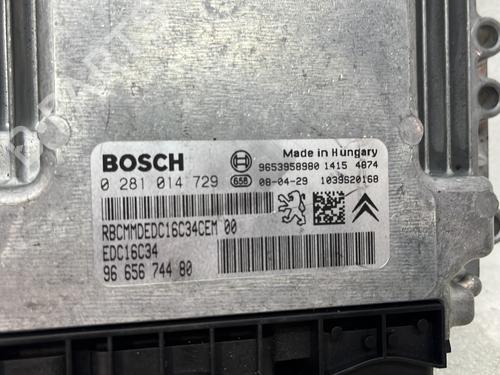 BOSCH
Made in Hungary
9653958980 1415 4874
0 281 014 729 658 08-04-29 1039620168
RBCMMDEDC16C34CEM 00
EDC16C34
96 656 744 80